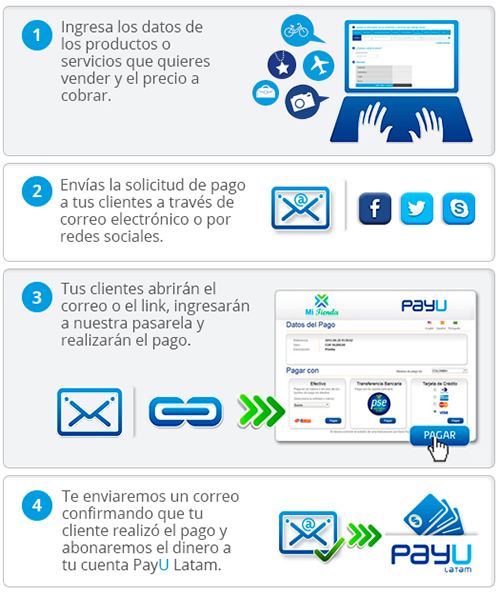 1
Ingresa los datos de
los productos o
servicios que quieres
vender y el precio a
cobrar.
2
Envías la solicitud de pago
a tus clientes a través de
correo electrónico o por
redes sociales.
3
Tus clientes abrirán el
correo o el link, ingresarán
a nuestra pasarela y
realizarán el pago.
Mi Tienda
PayU
Datos del Pago
Pagar con
Efectivo
Transferencia Bancaria
Tarjeta de Crédito
pse
Pagar
Pagar
Pagar
PAGAR
4
Te enviaremos un correo
confirmando que tu
cliente realizó el pago y
abonaremos el dinero a
tu cuenta PayU Latam.
PayU
LATAM